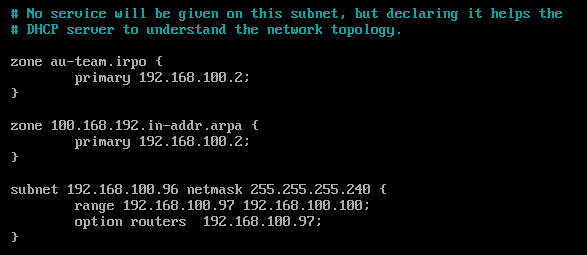 # No service will be given on this subnet, but declaring it helps the
# DHCP server to understand the network topology.
zone au-team.irpo {
primary 192.168.100.2;
}
zone 100.168.192.in-addr.arpa {
primary 192.168.100.2;
}
subnet 192.168.100.96 netmask 255.255.255.240 {
range 192.168.100.97 192.168.100.100;
option routers  192.168.100.97;
}